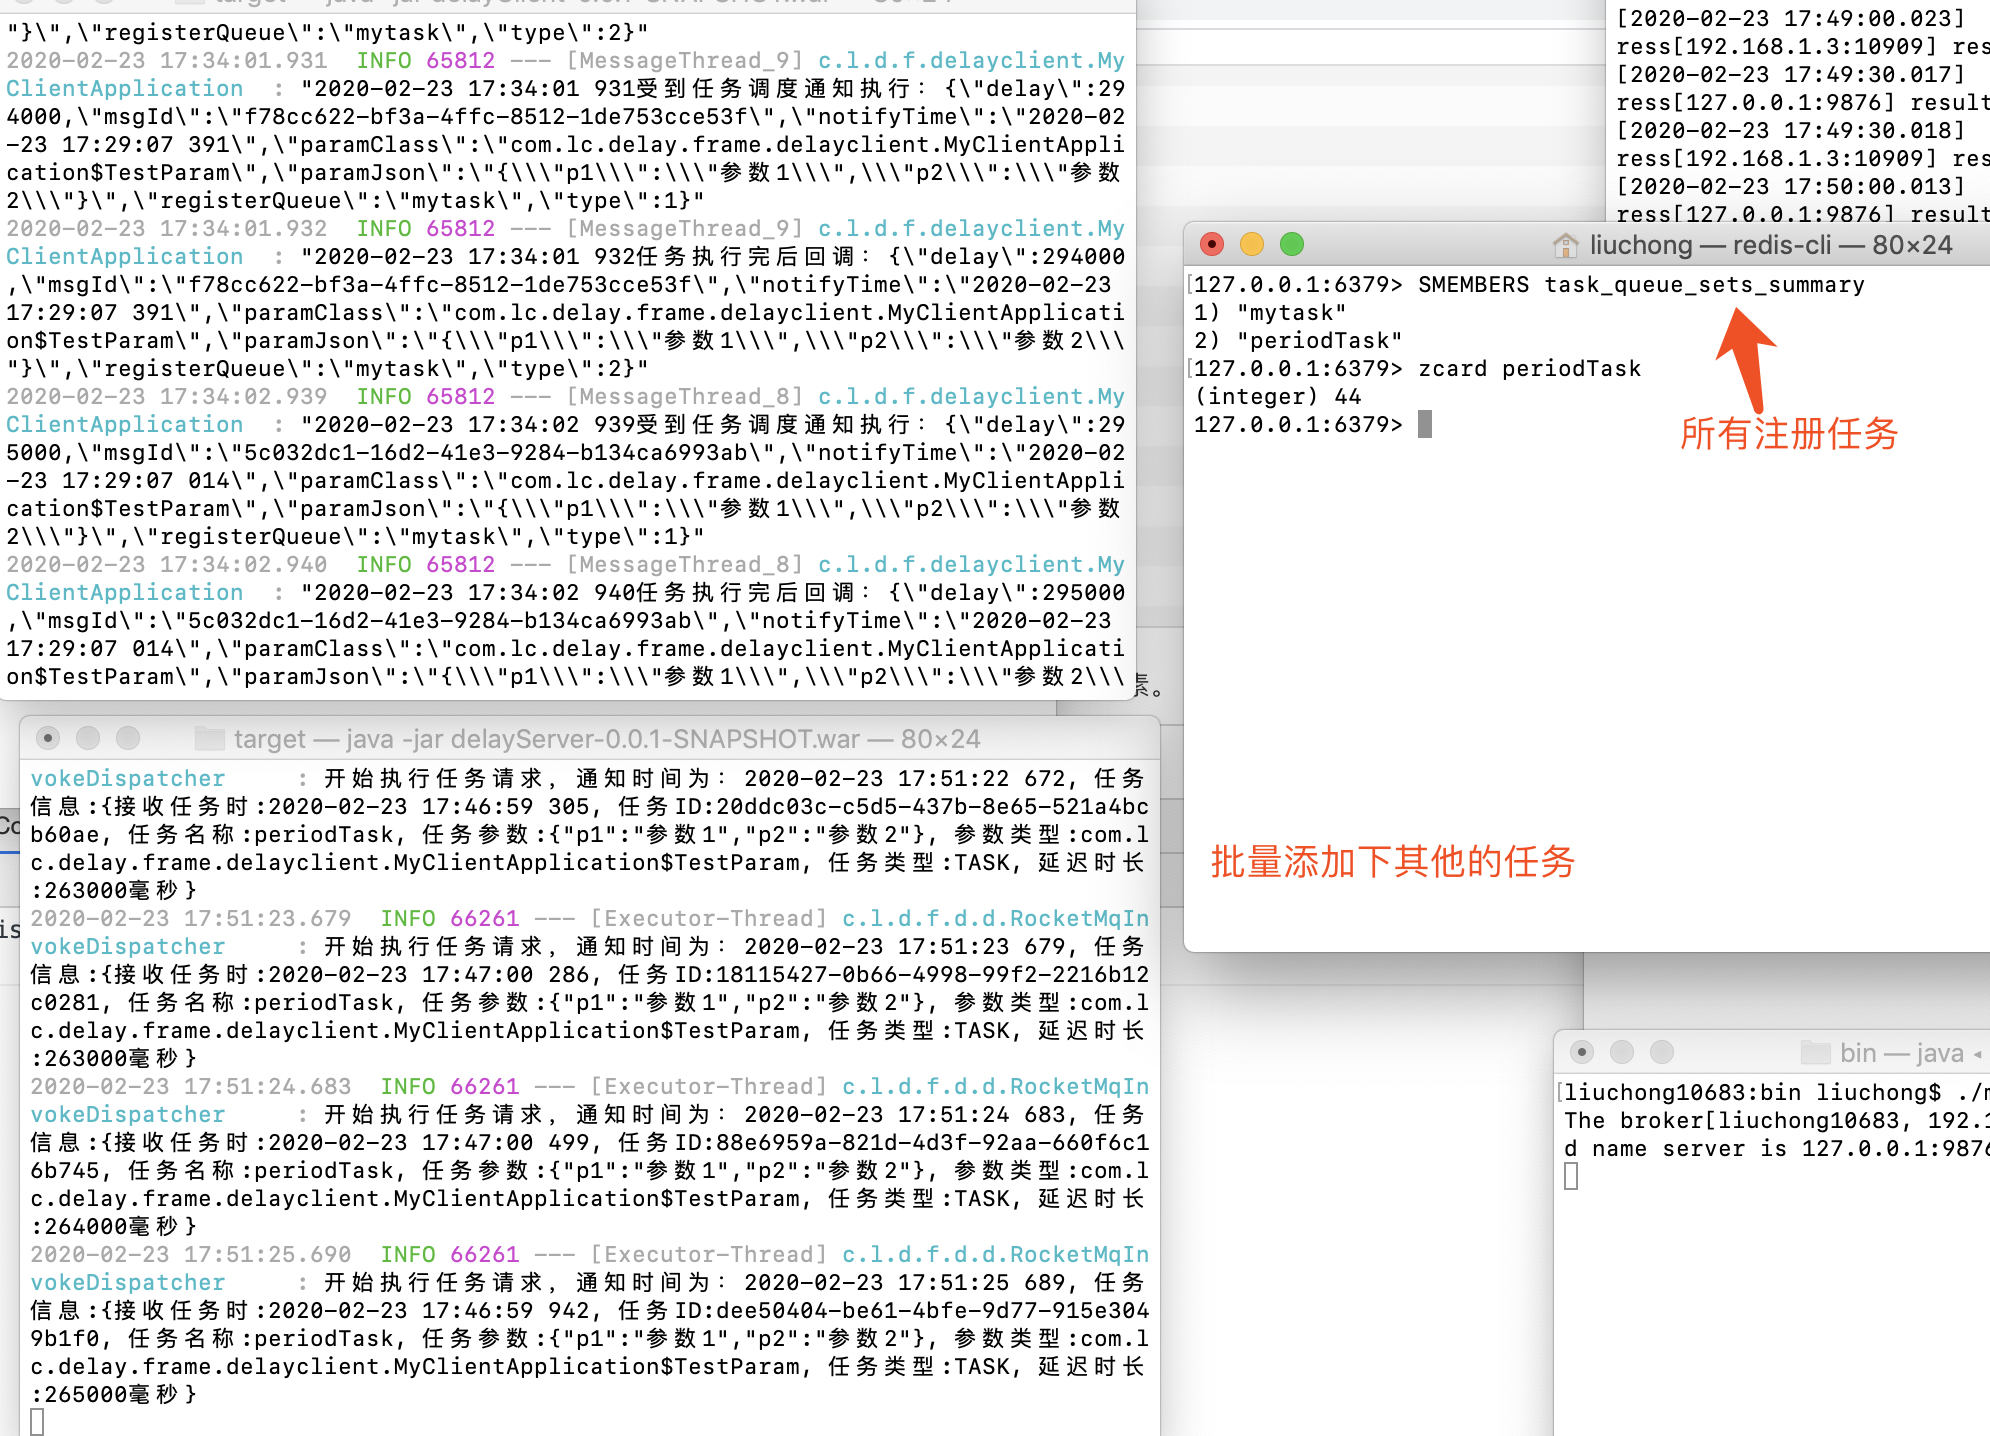 "}\",\"registerQueue\":\"mytask\",\"type\":2}"
2020-02-23 17:34:01.931  INFO 65812 --- [MessageThread_9] c.l.d.f.delayclient.My
ClientApplication  : "2020-02-23 17:34:01 931受到任务调度通知执行: {\"delay\":29
4000,\"msgId\":\"f78cc622-bf3a-4ffc-8512-1de753cce53f\",\"notifyTime\":\"2020-02
-23 17:29:07 391\",\"paramClass\":\"com.lc.delay.frame.delayclient.MyClientAppli
cation$TestParam\",\"paramJson\":\"{\\\"p1\\\":\\\"参数1\\\",\\\"p2\\\":\\\"参数
2\\\"}\",\"registerQueue\":\"mytask\",\"type\":1}"
2020-02-23 17:34:01.932  INFO 65812 --- [MessageThread_9] c.l.d.f.delayclient.My
ClientApplication  : "2020-02-23 17:34:01 932任务执行完后回调: {\"delay\":294000
,\"msgId\":\"f78cc622-bf3a-4ffc-8512-1de753cce53f\",\"notifyTime\":\"2020-02-23
17:29:07 391\",\"paramClass\":\"com.lc.delay.frame.delayclient.MyClientApplicati
on$TestParam\",\"paramJson\":\"{\\\"p1\\\":\\\"参数1\\\",\\\"p2\\\":\\\"参数2\\\
"}\",\"registerQueue\":\"mytask\",\"type\":2}"
2020-02-23 17:34:02.939  INFO 65812 --- [MessageThread_8] c.l.d.f.delayclient.My
ClientApplication  : "2020-02-23 17:34:02 939受到任务调度通知执行: {\"delay\":29
5000,\"msgId\":\"5c032dc1-16d2-41e3-9284-b134ca6993ab\",\"notifyTime\":\"2020-02
-23 17:29:07 014\",\"paramClass\":\"com.lc.delay.frame.delayclient.MyClientAppli
cation$TestParam\",\"paramJson\":\"{\\\"p1\\\":\\\"参数1\\\",\\\"p2\\\":\\\"参数
2\\\"}\",\"registerQueue\":\"mytask\",\"type\":1}"
2020-02-23 17:34:02.940  INFO 65812 --- [MessageThread_8] c.l.d.f.delayclient.My
ClientApplication  : "2020-02-23 17:34:02 940任务执行完后回调: {\"delay\":295000
,\"msgId\":\"5c032dc1-16d2-41e3-9284-b134ca6993ab\",\"notifyTime\":\"2020-02-23
17:29:07 014\",\"paramClass\":\"com.lc.delay.frame.delayclient.MyClientApplicati
on$TestParam\",\"paramJson\":\"{\\\"p1\\\":\\\"参数1\\\",\\\"p2\\\":\\\"参数2\\\
[2020-02-23 17:49:00.023]
ress[192.168.1.3:10909] res
[2020-02-23 17:49:30.017]
ress[127.0.0.1:9876] result
[2020-02-23 17:49:30.018]
ress[192.168.1.3:10909] res
[2020-02-23 17:50:00.013]
ress[127.0.0.1:9876] result
liuchong — redis-cli — 80×24
[127.0.0.1:6379> SMEMBERS task_queue_sets_summary
1) "mytask"
2) "periodTask"
[127.0.0.1:6379> zcard periodTask
(integer) 44
127.0.0.1:6379>
所有注册任务
批量添加下其他的任务
target — java -jar delayServer-0.0.1-SNAPSHOT.war — 80×24
vokeDispatcher     : 开始执行任务请求, 通知时间为: 2020-02-23 17:51:22 672, 任务
信息:{接收任务时:2020-02-23 17:46:59 305, 任务ID:20ddc03c-c5d5-437b-8e65-521a4bc
b60ae, 任务名称:periodTask, 任务参数:{"p1":"参数1","p2":"参数2"}, 参数类型:com.l
c.delay.frame.delayclient.MyClientApplication$TestParam, 任务类型:TASK, 延迟时长
:263000毫秒}
2020-02-23 17:51:23.679  INFO 66261 --- [Executor-Thread] c.l.d.f.d.d.RocketMqIn
vokeDispatcher     : 开始执行任务请求, 通知时间为: 2020-02-23 17:51:23 679, 任务
信息:{接收任务时:2020-02-23 17:47:00 286, 任务ID:18115427-0b66-4998-99f2-2216b12
c0281, 任务名称:periodTask, 任务参数:{"p1":"参数1","p2":"参数2"}, 参数类型:com.l
c.delay.frame.delayclient.MyClientApplication$TestParam, 任务类型:TASK, 延迟时长
:263000毫秒}
2020-02-23 17:51:24.683  INFO 66261 --- [Executor-Thread] c.l.d.f.d.d.RocketMqIn
vokeDispatcher     : 开始执行任务请求, 通知时间为: 2020-02-23 17:51:24 683, 任务
信息:{接收任务时:2020-02-23 17:47:00 499, 任务ID:88e6959a-821d-4d3f-92aa-660f6c1
6b745, 任务名称:periodTask, 任务参数:{"p1":"参数1","p2":"参数2"}, 参数类型:com.l
c.delay.frame.delayclient.MyClientApplication$TestParam, 任务类型:TASK, 延迟时长
:264000毫秒}
2020-02-23 17:51:25.690  INFO 66261 --- [Executor-Thread] c.l.d.f.d.d.RocketMqIn
vokeDispatcher     : 开始执行任务请求, 通知时间为: 2020-02-23 17:51:25 689, 任务
信息:{接收任务时:2020-02-23 17:46:59 942, 任务ID:dee50404-be61-4bfe-9d77-915e304
9b1f0, 任务名称:periodTask, 任务参数:{"p1":"参数1","p2":"参数2"}, 参数类型:com.l
c.delay.frame.delayclient.MyClientApplication$TestParam, 任务类型:TASK, 延迟时长
:265000毫秒}
bin — java ◂
[liuchong10683:bin liuchong$ ./m
The broker[liuchong10683, 192.1
d name server is 127.0.0.1:9876